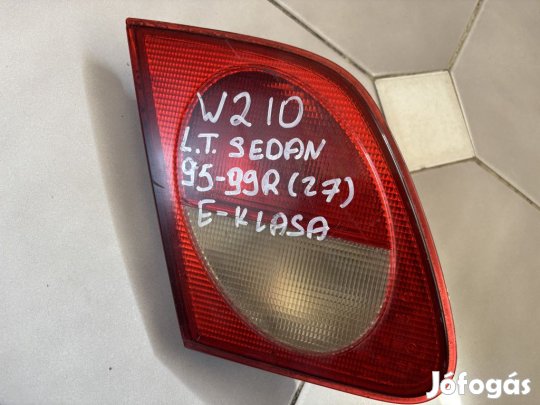 W210
L.T. SEDAN
95-99R(27)
E-KLASA
Jófogás